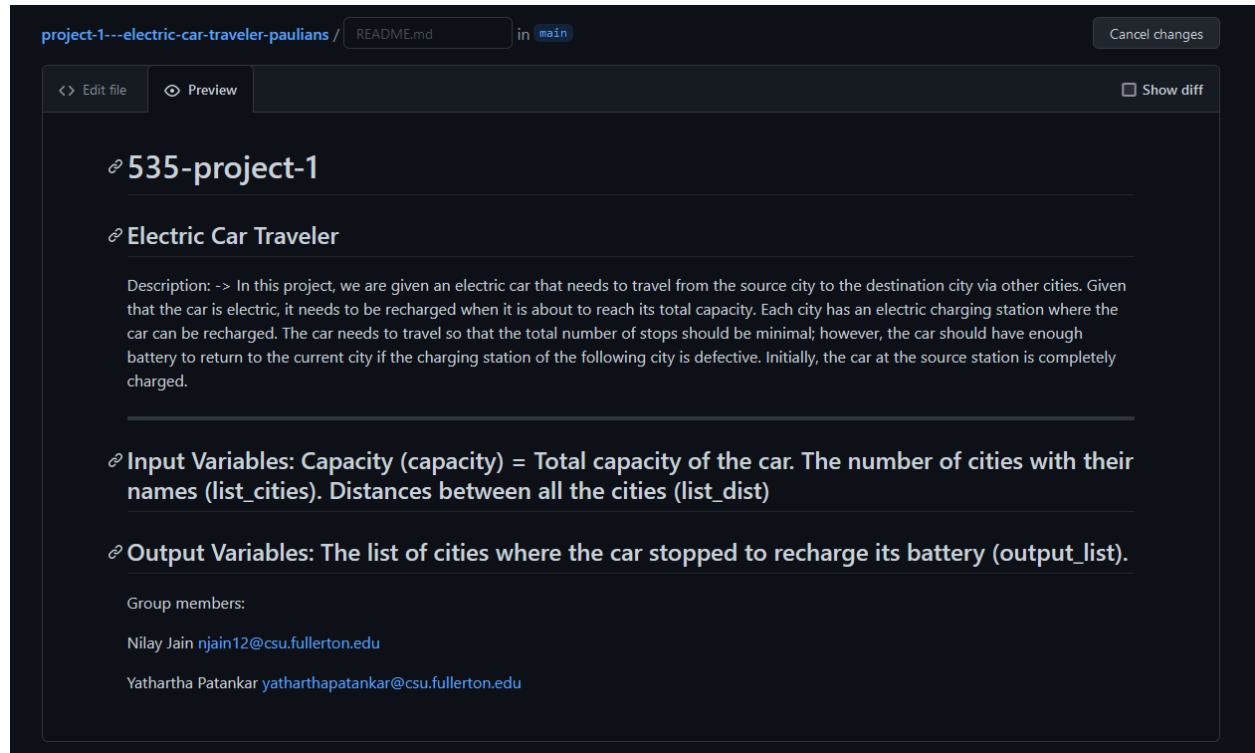 project-1---electric-car-traveler-paulians / README.md in main Cancel changes
Edit file Preview Show diff
535-project-1
Electric Car Traveler
Description: -> In this project, we are given an electric car that needs to travel from the source city to the destination city via other cities. Given
that the car is electric, it needs to be recharged when it is about to reach its total capacity. Each city has an electric charging station where the
car can be recharged. The car needs to travel so that the total number of stops should be minimal; however, the car should have enough
battery to return to the current city if the charging station of the following city is defective. Initially, the car at the source station is completely
charged.
Input Variables: Capacity (capacity) = Total capacity of the car. The number of cities with their
names (list_cities). Distances between all the cities (list_dist)
Output Variables: The list of cities where the car stopped to recharge its battery (output_list).
Group members:
Nilay Jain njain12@csu.fullerton.edu
Yathartha Patankar yatharthapatankar@csu.fullerton.edu